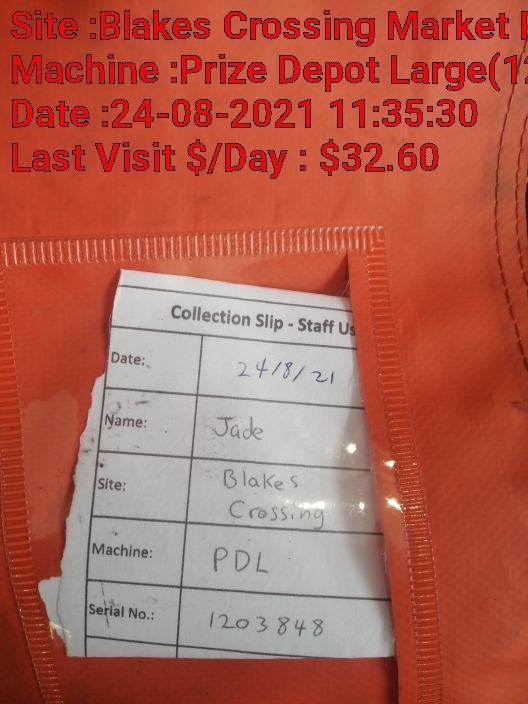 Site :Blakes Crossing Market
Machine :Prize Depot Large(12
Date :24-08-2021 11:35:30
Last Visit $/Day : $32.60
Collection Slip - Staff Us
Date: 24/8/21
Name: Jade
Site: Blakes
Crossing
Machine: PDL
Serial No.: 1203848